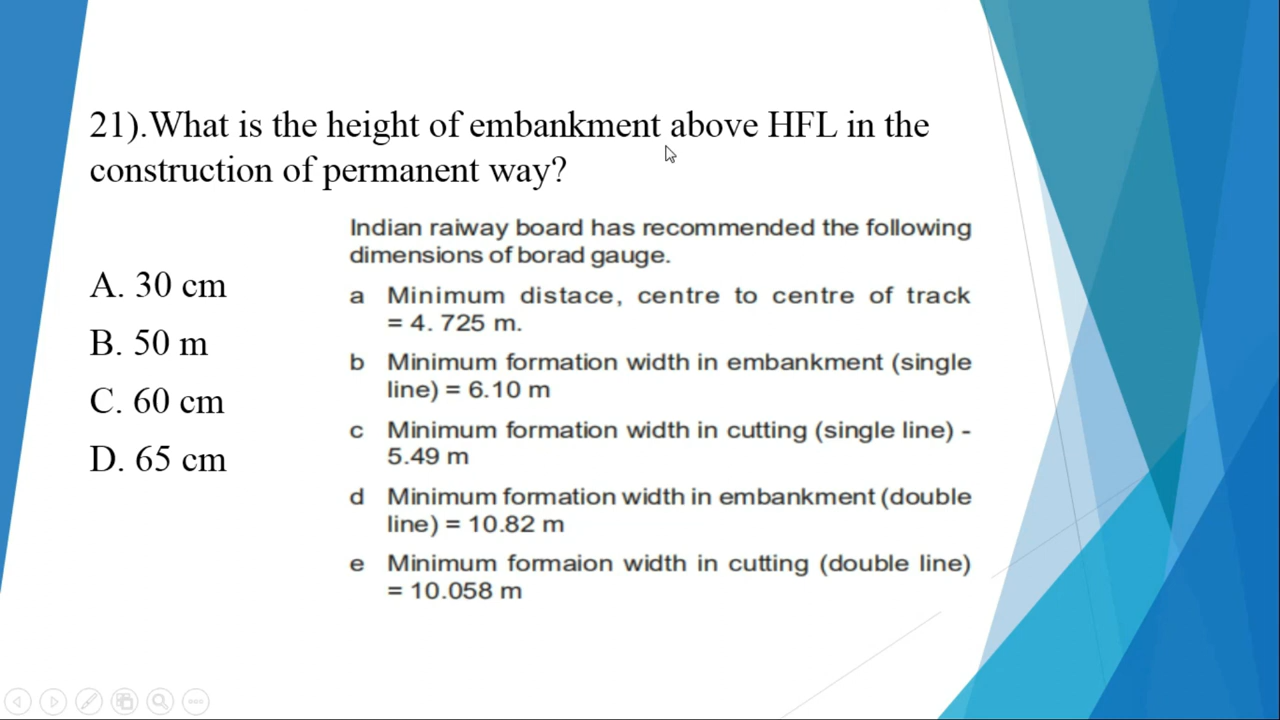 21).What is the height of embankment above HFL in the
construction of permanent way?
Indian raiway board has recommended the following
dimensions of borad gauge.
a Minimum distace, centre to centre of track
= 4. 725 m.
b Minimum formation width in embankment (single
line) = 6.10 m
c Minimum formation width in cutting (single line) -
5.49 m
d Minimum formation width in embankment (double
line) = 10.82 m
e Minimum formaion width in cutting (double line)
= 10.058 m
A. 30 cm
B. 50 m
C. 60 cm
D. 65 cm